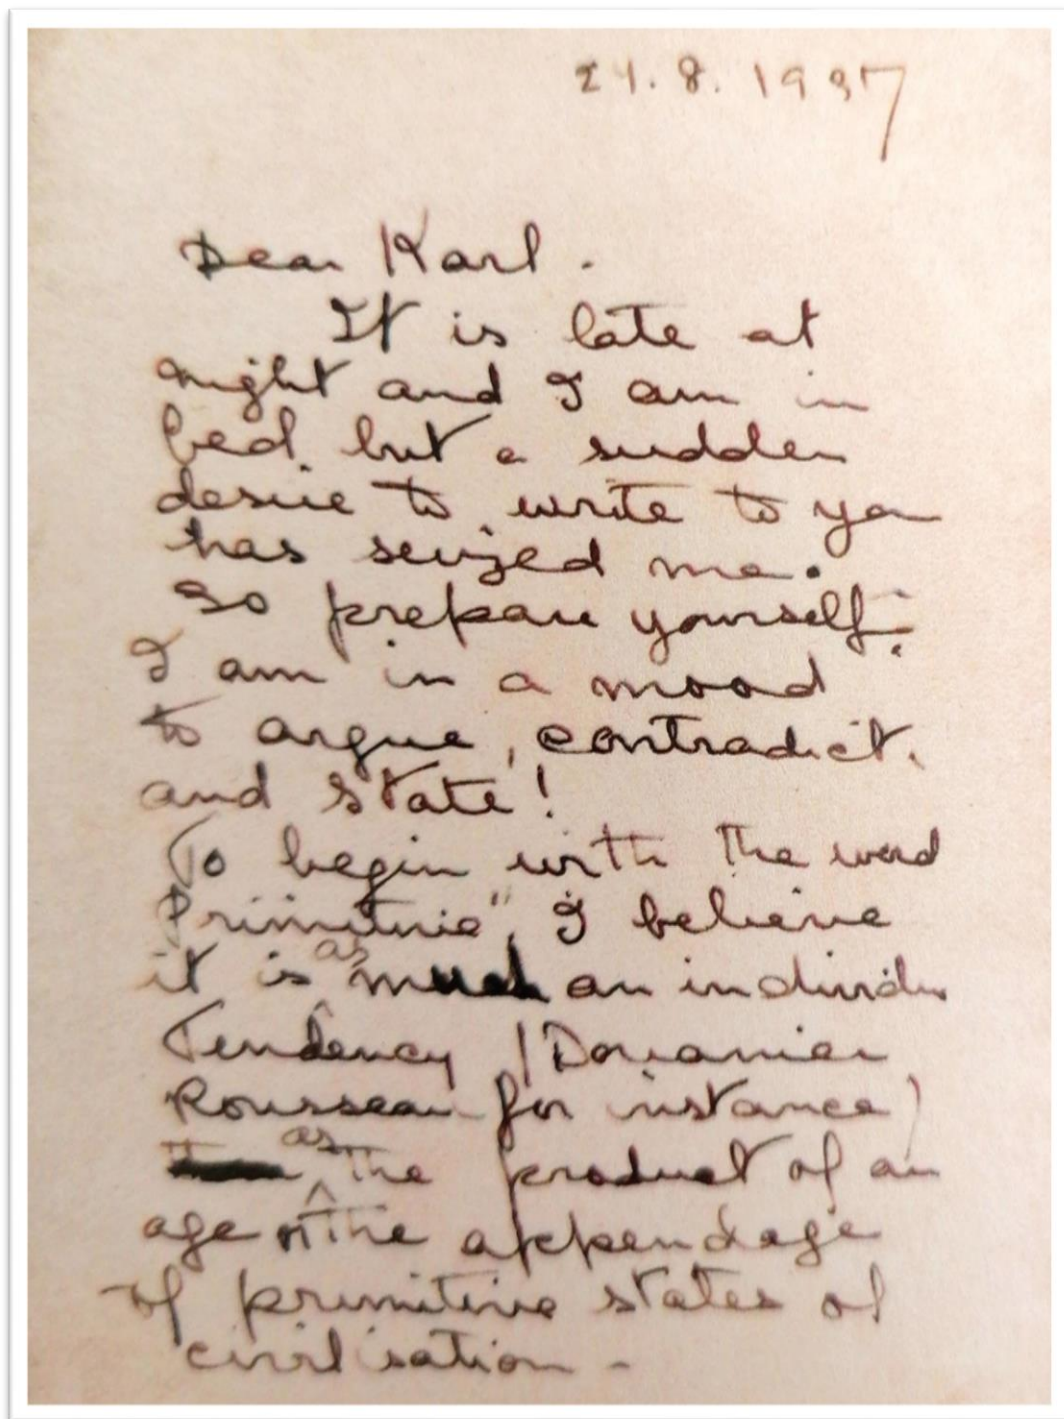 21.8.1937
Dear Karl.
It is late at
night and I am in
bed, but a sudden
desire to write to you
has seized me.
So prepare yourself.
I am in a mood
to argue, contradict,
and state!
To begin with the word
Primitive", I believe
it is as much an individu
Tendency (Douanier
Rousseau for instance)
as the product of an
age or the appendage
of primitive states of
civilisation -